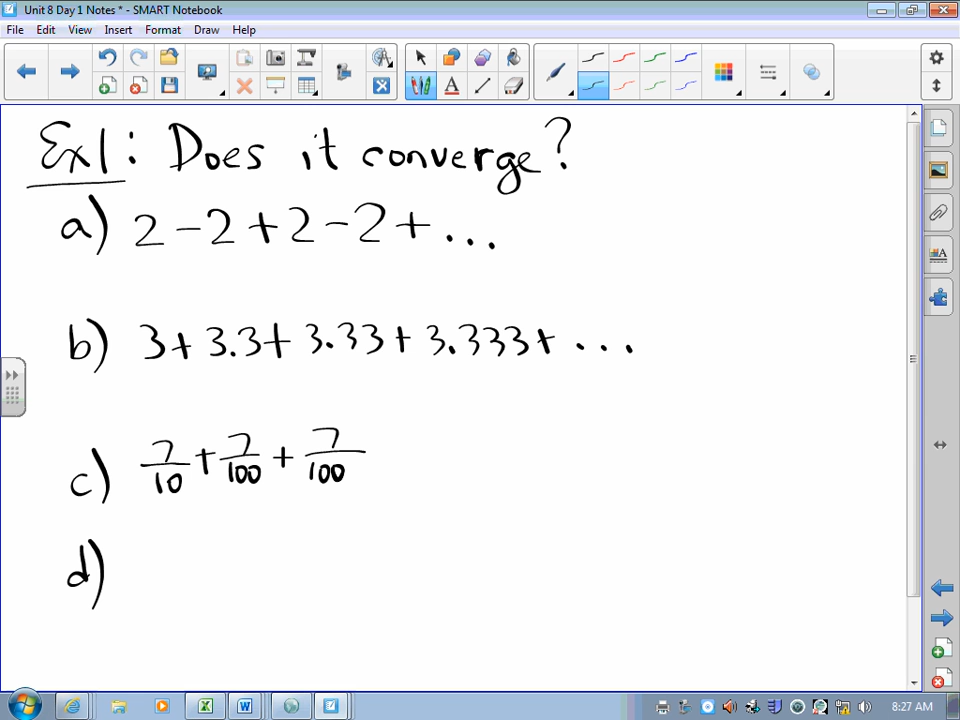 Unit 8 Day 1 Notes * - SMART Notebook
File Edit View Insert Format Draw Help
Ex1: Does it converge?
a) 2 - 2 + 2 - 2 + ...
b) 3 + 3.3 + 3.33 + 3.333 + ...
c) 7/10 + 7/100 + 7/100
d)
8:27 AM